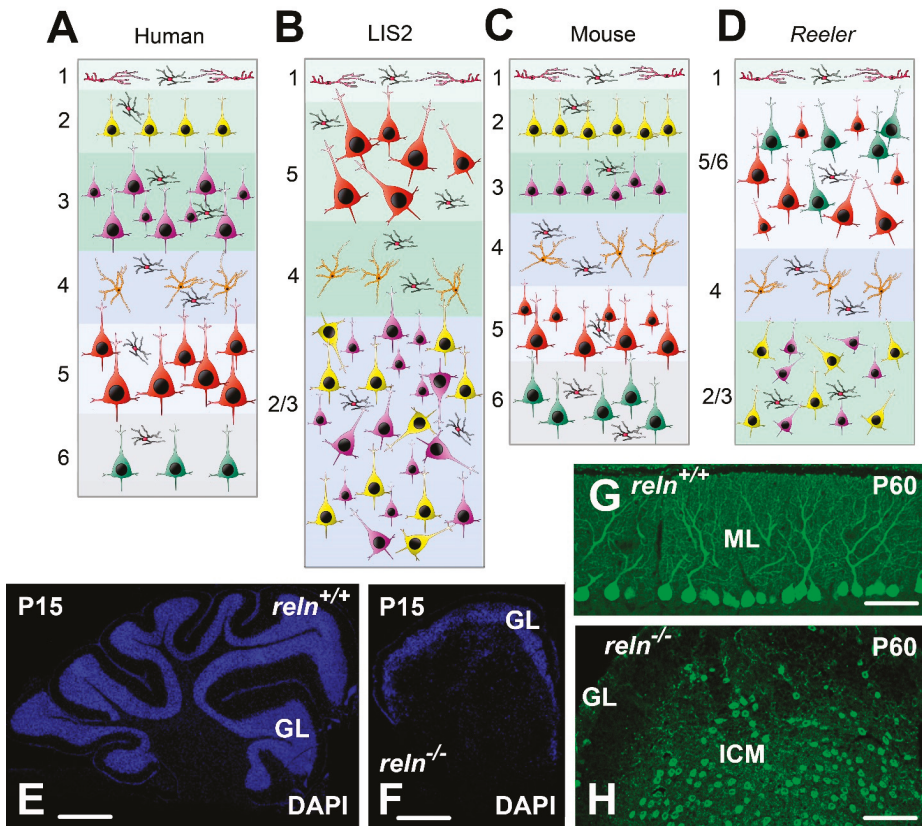 A Human
1
2
3
4
5
6
B LIS2
1
5
4
2/3
C Mouse
1
2
3
4
5
6
D Reeler
1
5/6
4
2/3
P15 reln+/+
GL
E DAPI
P15
GL
reln-/-
F DAPI
G reln+/+ P60
ML
reln-/- P60
GL
ICM
H